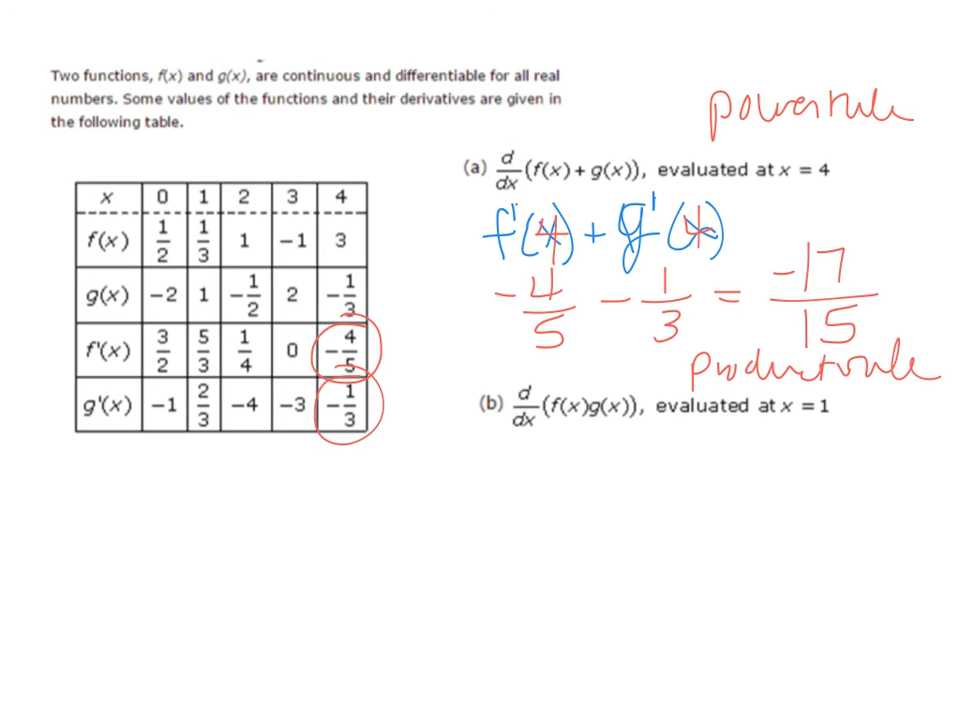 Two functions, f(x) and g(x), are continuous and differentiable for all real
numbers. Some values of the functions and their derivatives are given in
the following table.
power rule
(a) d/dx (f(x) + g(x)), evaluated at x = 4
f'(4) + g'(4)
-4/5 - 1/3 = -17/15
x 0 1 2 3 4
f(x) 1/2 1/3 1 −1 3
g(x) −2 1 −1/2 2 −1/3
f'(x) 3/2 5/3 1/4 0 −4/5
g'(x) −1 2/3 −4 −3 −1/3
product rule
(b) d/dx (f(x)g(x)), evaluated at x = 1